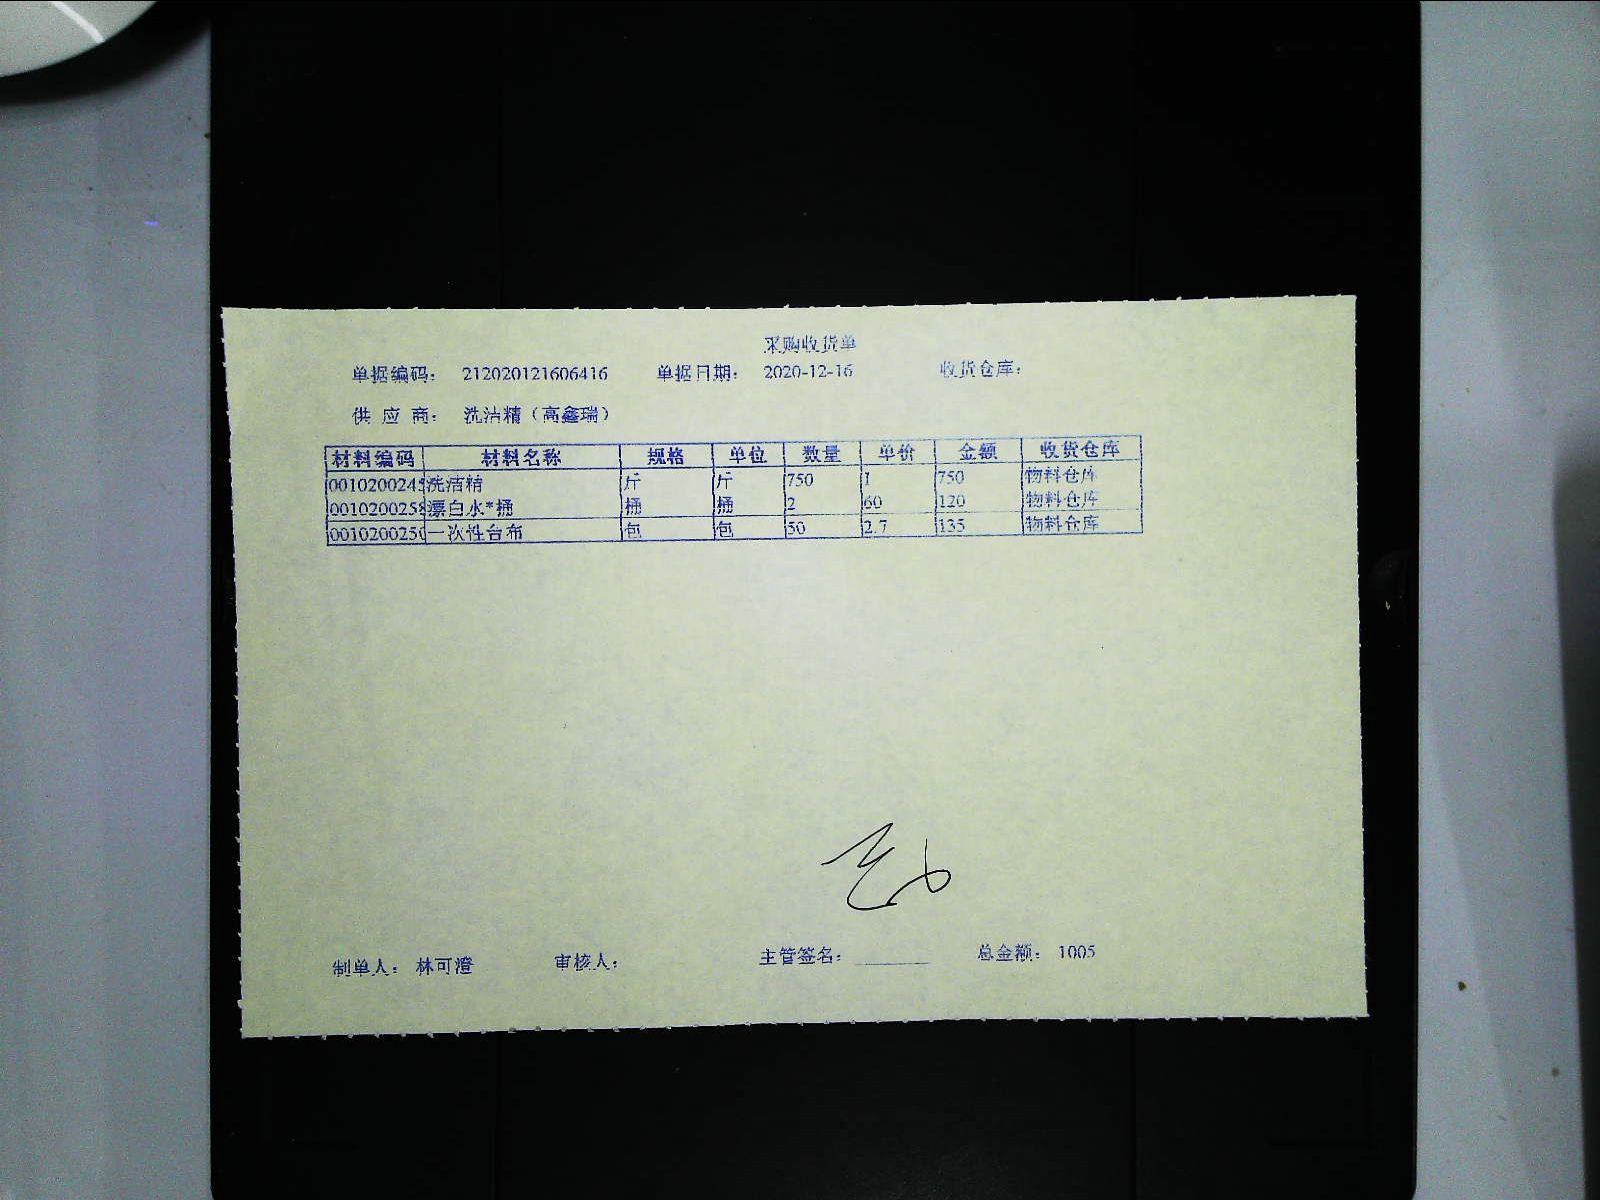 采购收货单
单据编码： 212020121606416 单据日期： 2020-12-16 收货仓库：
供 应 商： 洗洁精（高鑫瑞）
材料编码 材料名称 规格 单位 数量 单价 金额 收货仓库
0010200245 洗洁精 斤 斤 750 1 750 物料仓库
0010200258 漂白水*桶 桶 桶 2 60 120 物料仓库
0010200250 一次性台布 包 包 50 2.7 135 物料仓库
制单人： 林可澄 审核人： 主管签名： 总金额： 1005